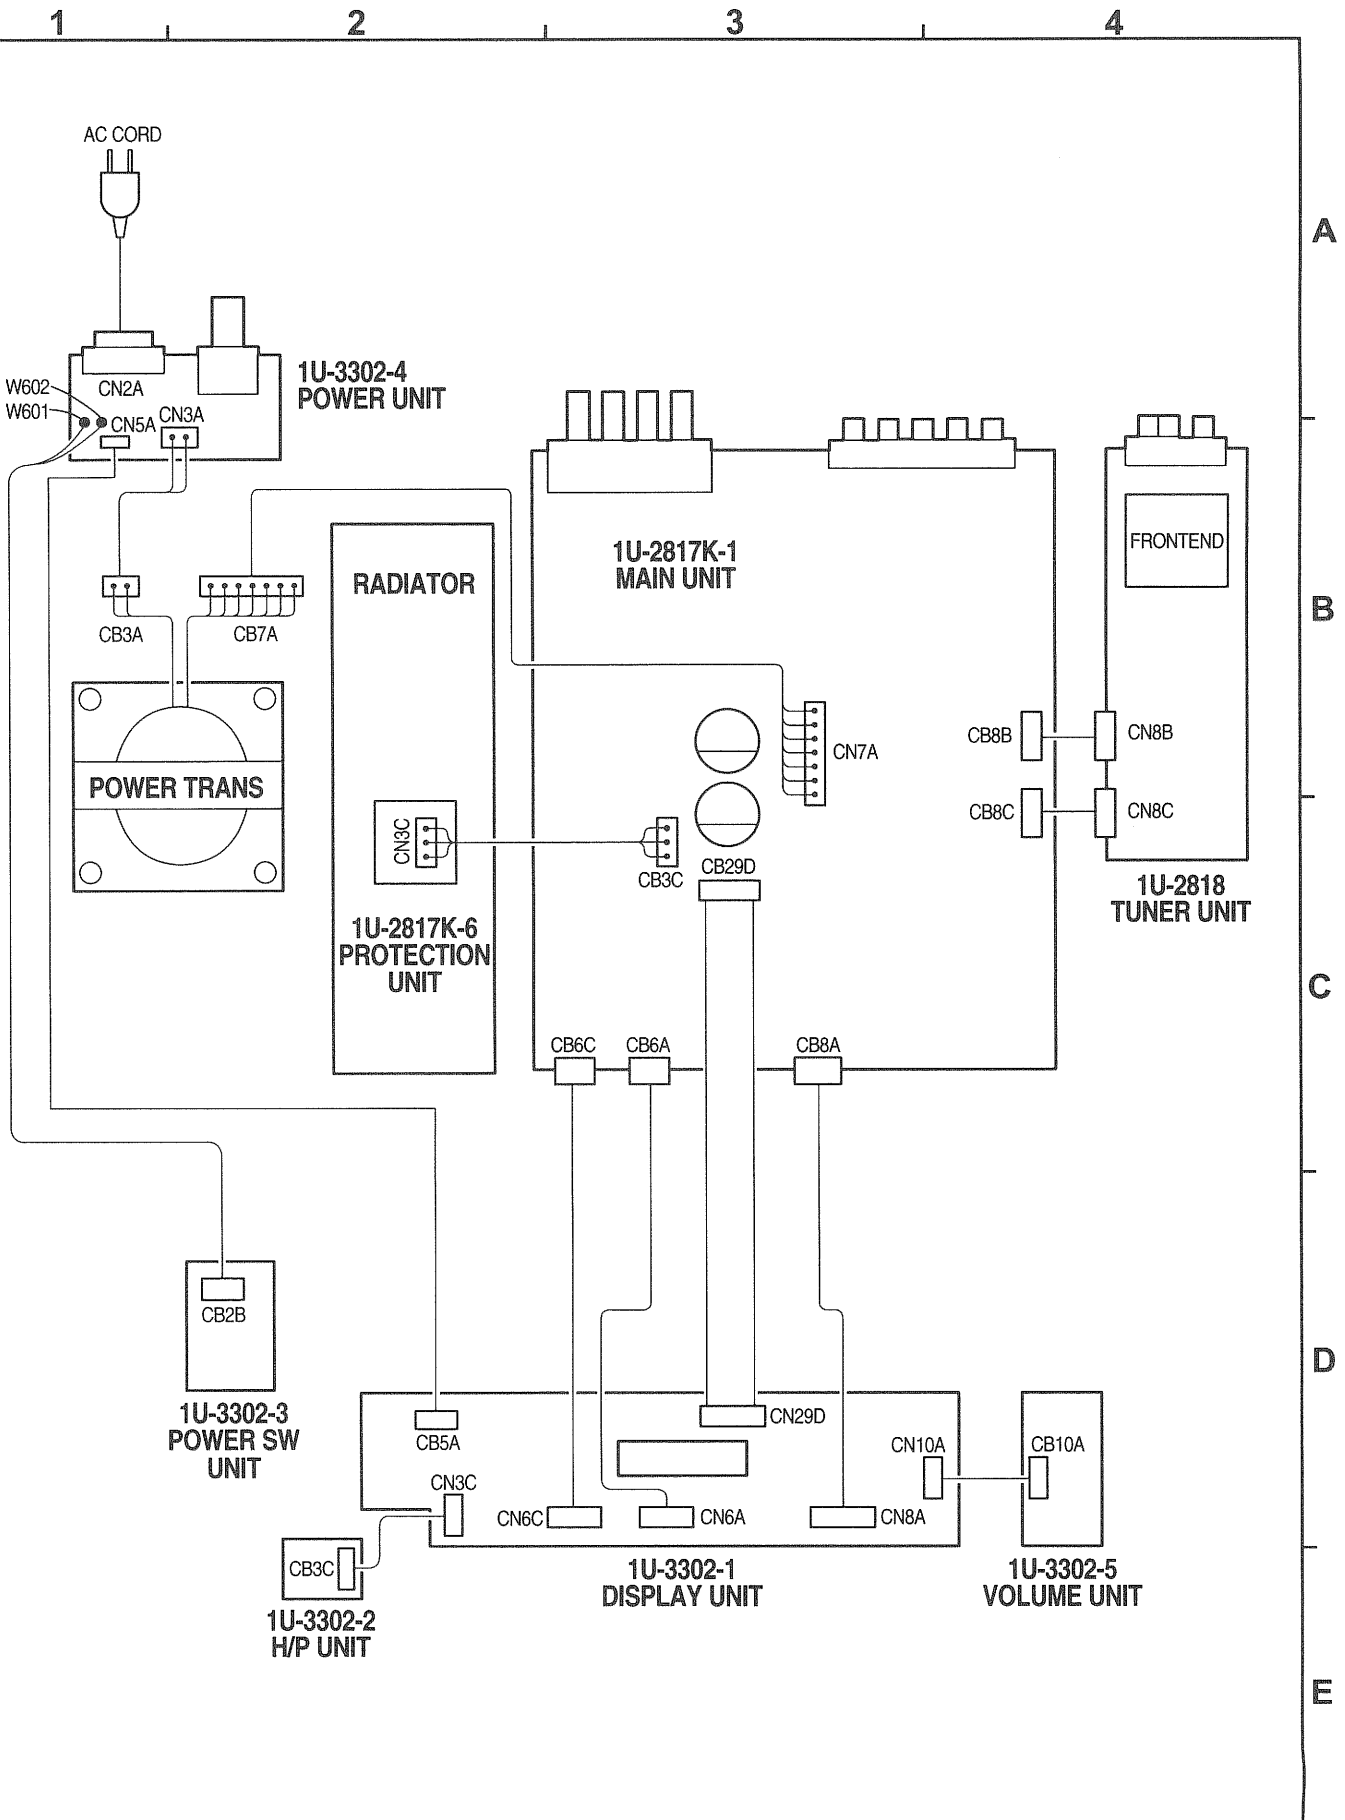 1 2 3 4
AC CORD
A
1U-3302-4
POWER UNIT
W602
CN2A
W601
CN5A
CN3A
1U-2817K-1
MAIN UNIT
FRONTEND
RADIATOR
B
CB3A
CB7A
CB8B
CN8B
CN7A
POWER TRANS
CB8C
CN8C
CN3C
CB3C
CB29D
1U-2818
TUNER UNIT
1U-2817K-6
PROTECTION
UNIT
C
CB6C
CB6A
CB8A
CB2B
D
1U-3302-3
POWER SW
UNIT
CB5A
CN29D
CN10A
CB10A
CN3C
CN6C
CN6A
CN8A
CB3C
1U-3302-1
DISPLAY UNIT
1U-3302-5
VOLUME UNIT
1U-3302-2
H/P UNIT
E